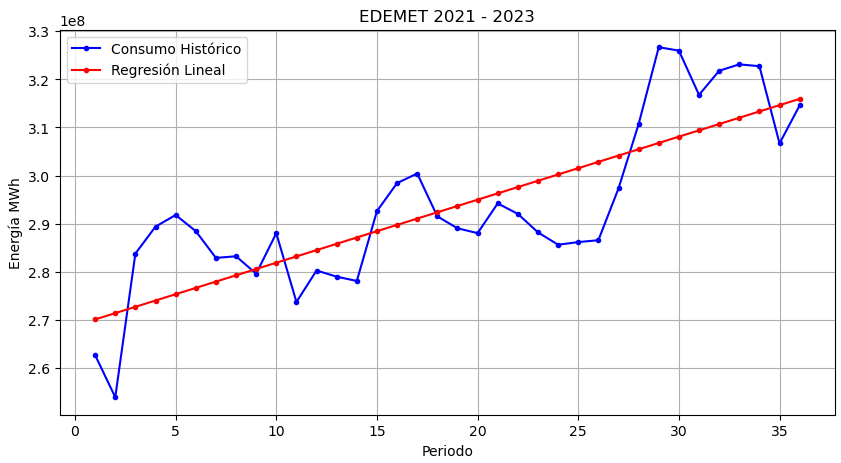 EDEMET 2021 - 2023
1e8
3.3
3.2
3.1
3.0
2.9
2.8
2.7
2.6
Energía MWh
Consumo Histórico
Regresión Lineal
0 5 10 15 20 25 30 35
Periodo